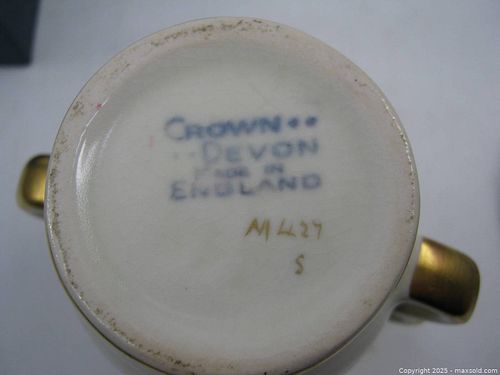 CROWN..
..DEVON
MADE IN
ENGLAND
M427
S
Copyright © 2025 - maxsold.com